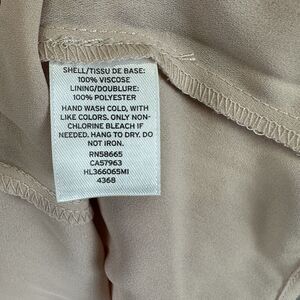 SHELL/TISSU DE BASE:
100% VISCOSE
LINING/DOUBLURE:
100% POLYESTER
HAND WASH COLD, WITH
LIKE COLORS. ONLY NON-
CHLORINE BLEACH IF
NEEDED. HANG TO DRY. DO
NOT IRON.
RN58665
CA57963
HL366065MI
4368